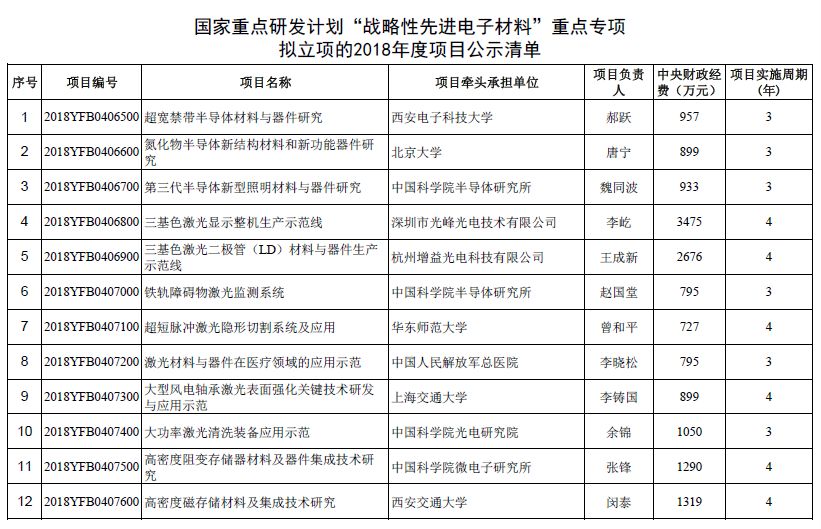 国家重点研发计划“战略性先进电子材料”重点专项
拟立项的2018年度项目公示清单
序号 项目编号 项目名称 项目牵头承担单位 项目负责人 中央财政经费（万元） 项目实施周期(年)
1 2018YFB0406500 超宽禁带半导体材料与器件研究 西安电子科技大学 郝跃 957 3
2 2018YFB0406600 氮化物半导体新结构材料和新功能器件研究 北京大学 唐宁 899 3
3 2018YFB0406700 第三代半导体新型照明材料与器件研究 中国科学院半导体研究所 魏同波 933 3
4 2018YFB0406800 三基色激光显示整机生产示范线 深圳市光峰光电技术有限公司 李屹 3475 4
5 2018YFB0406900 三基色激光二极管（LD）材料与器件生产示范线 杭州增益光电科技有限公司 王成新 2676 4
6 2018YFB0407000 铁轨障碍物激光监测系统 中国科学院半导体研究所 赵国堂 795 3
7 2018YFB0407100 超短脉冲激光隐形切割系统及应用 华东师范大学 曾和平 727 4
8 2018YFB0407200 激光材料与器件在医疗领域的应用示范 中国人民解放军总医院 李晓松 795 3
9 2018YFB0407300 大型风电轴承激光表面强化关键技术研发与应用示范 上海交通大学 李铸国 899 4
10 2018YFB0407400 大功率激光清洗装备应用示范 中国科学院光电研究院 余锦 1050 3
11 2018YFB0407500 高密度阻变存储器材料及器件集成技术研究 中国科学院微电子研究所 张锋 1290 4
12 2018YFB0407600 高密度磁存储材料及集成技术研究 西安交通大学 闵泰 1319 4